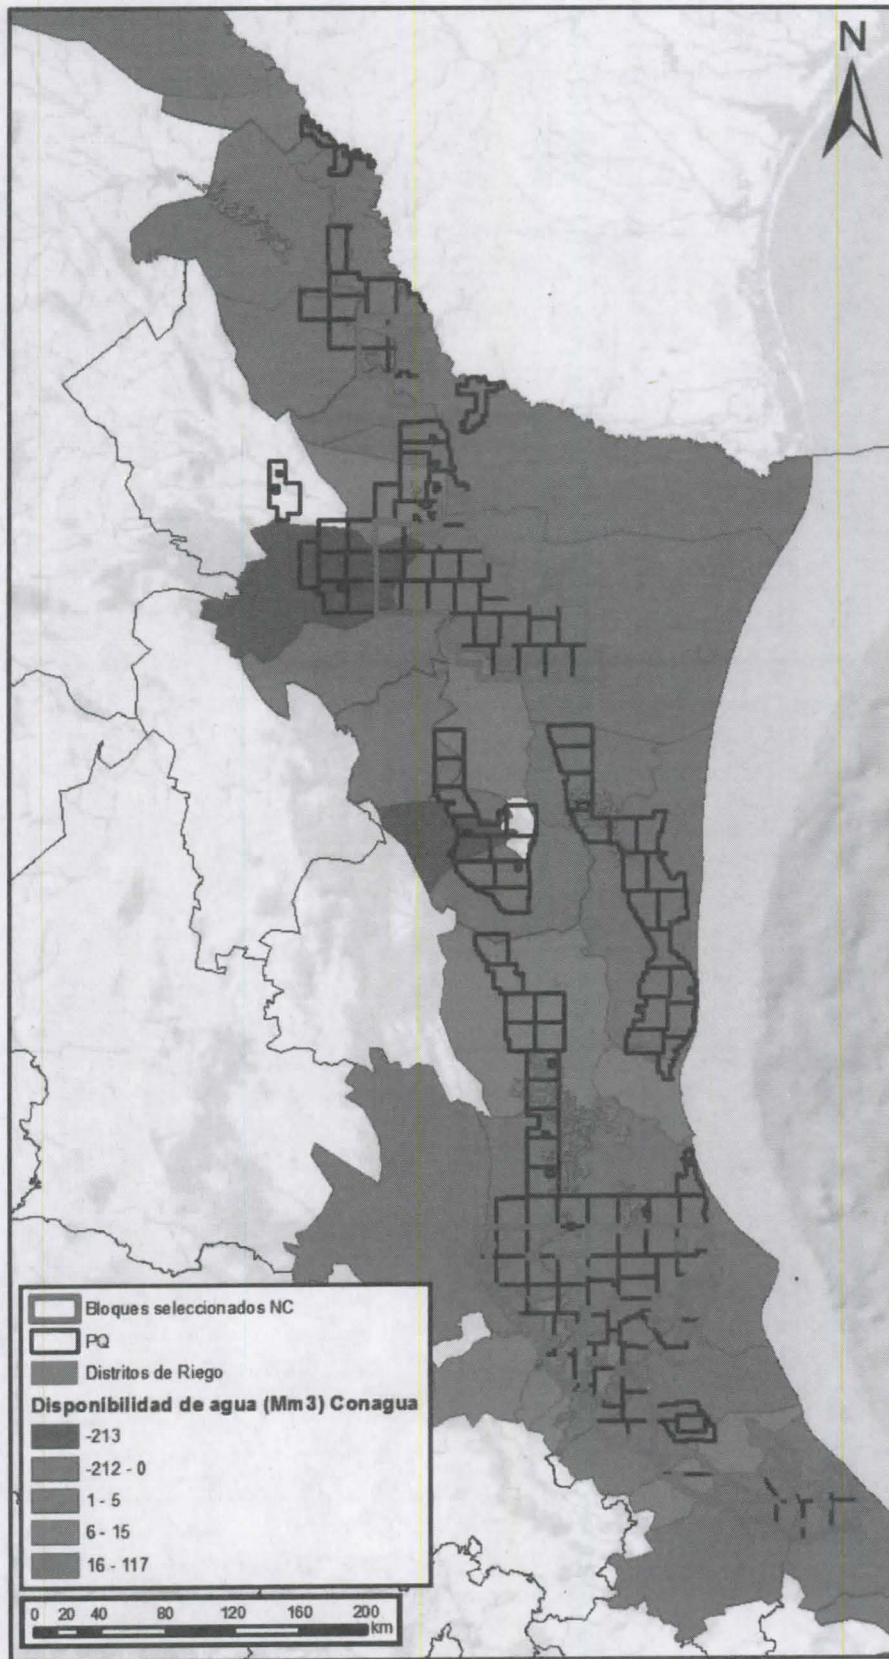 N
Bloques seleccionados NC
PQ
Distritos de Riego
Disponibilidad de agua (Mm3) Conagua
-213
-212 - 0
1 - 5
6 - 15
16 - 117
0 20 40 80 120 160 200
km